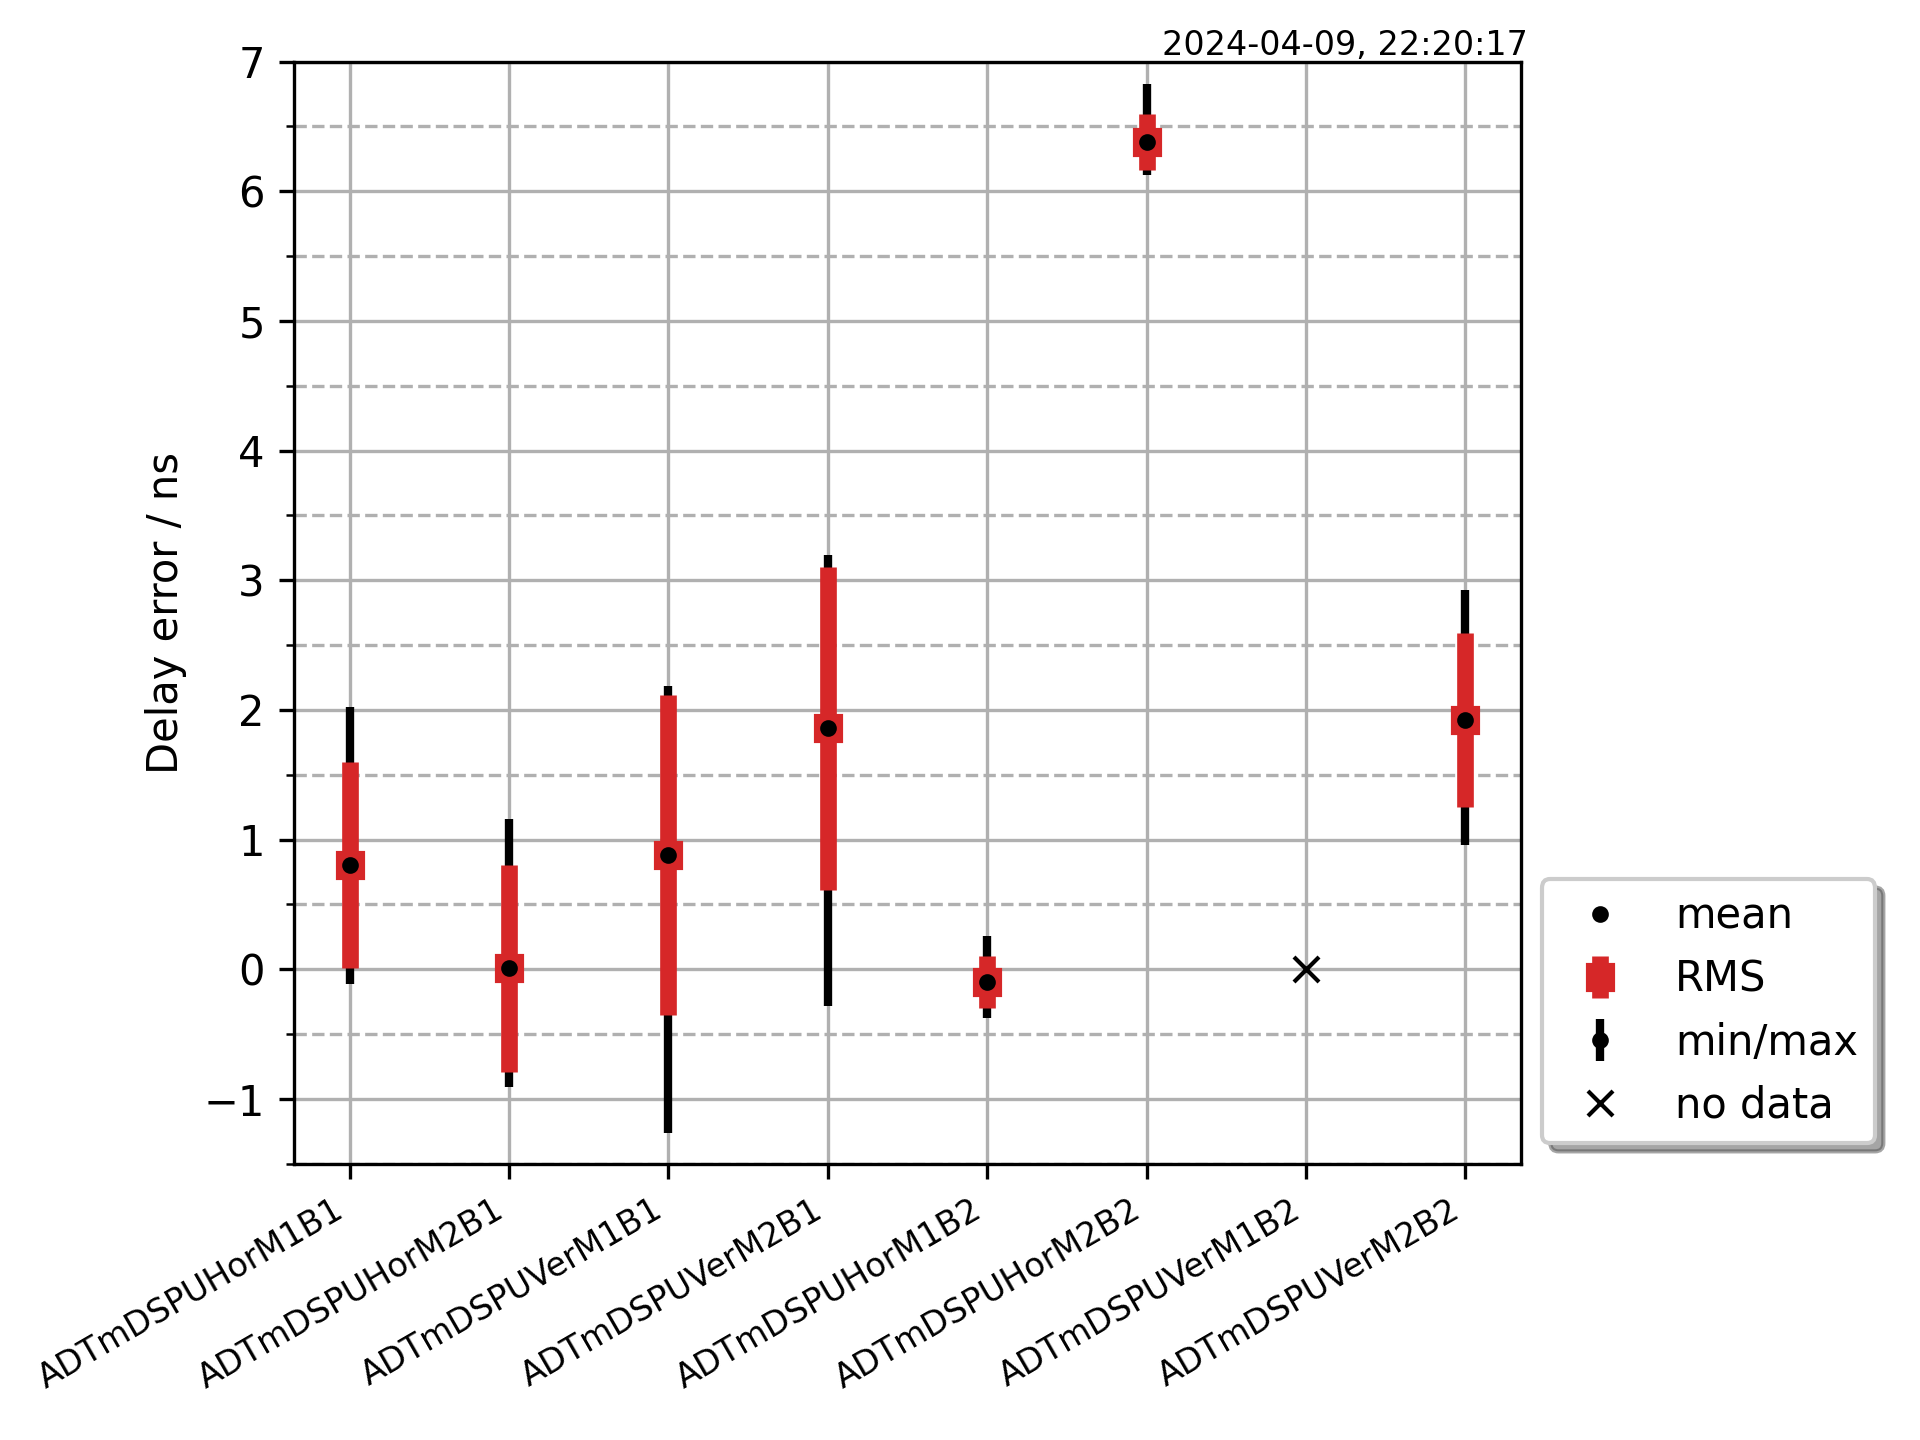 2024-04-09, 22:20:17
7
6
5
4
3
2
1
0
−1
Delay error / ns
mean
RMS
min/max
no data
ADTmDSPUHorM1B1
ADTmDSPUHorM2B1
ADTmDSPUVerM1B1
ADTmDSPUVerM2B1
ADTmDSPUHorM1B2
ADTmDSPUHorM2B2
ADTmDSPUVerM1B2
ADTmDSPUVerM2B2